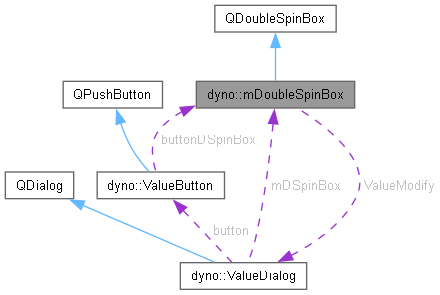 QDoubleSpinBox
QPushButton
dyno::mDoubleSpinBox
buttonDSpinBox
QDialog
dyno::ValueButton
mDSpinBox
ValueModify
button
dyno::ValueDialog